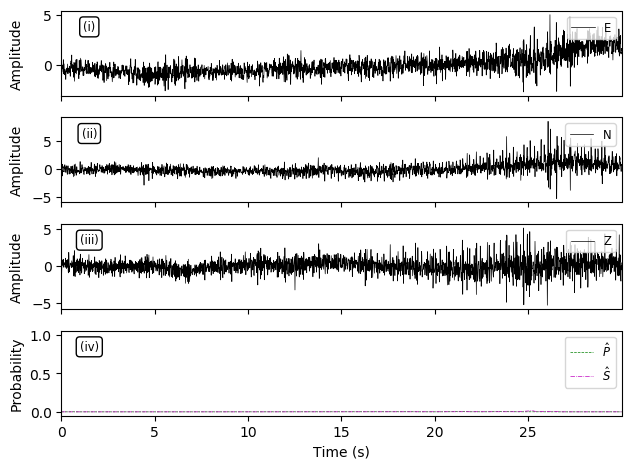 5
0
Amplitude
(i)
E
5
0
−5
Amplitude
(ii)
N
5
0
−5
Amplitude
(iii)
Z
1.0
0.5
0.0
Probability
(iv)
P̂
Ŝ
0 5 10 15 20 25
Time (s)